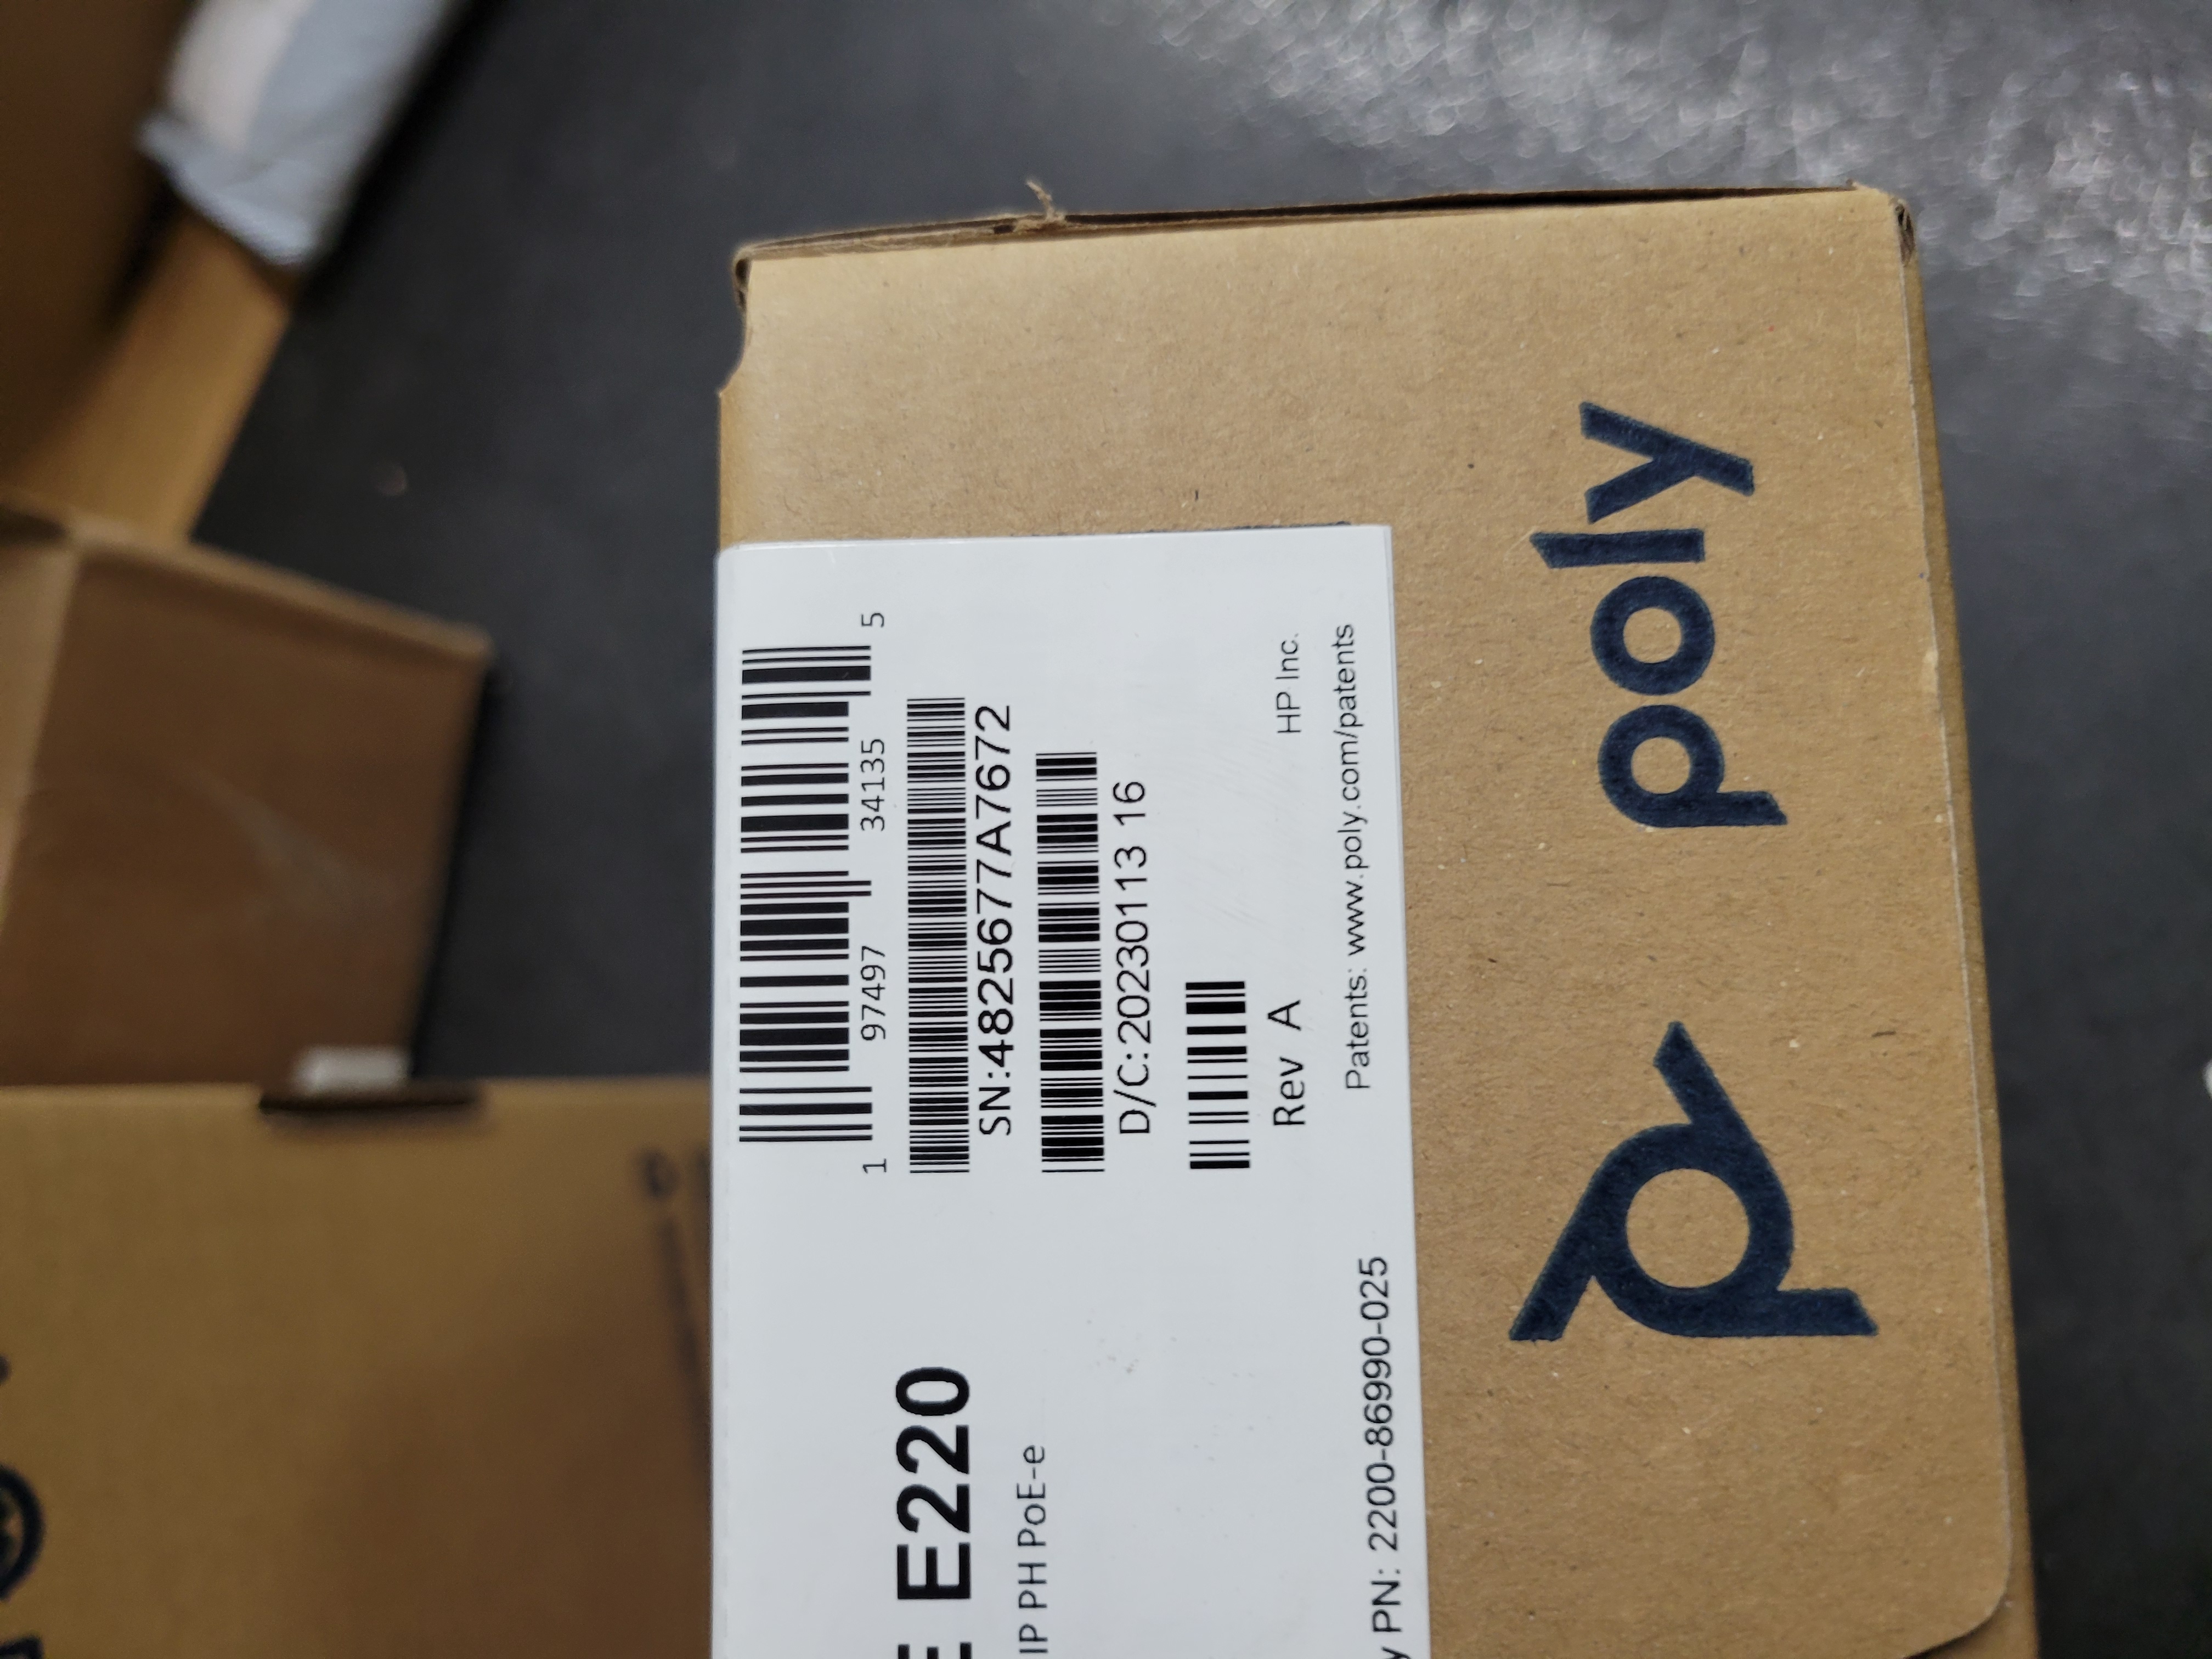 1 97497 34135 5
SN:4825677A7672
D/C:20230113 16
Rev A
HP Inc.
Patents: www.poly.com/patents
E E220
IP PH PoE-e
y PN: 2200-86990-025
poly